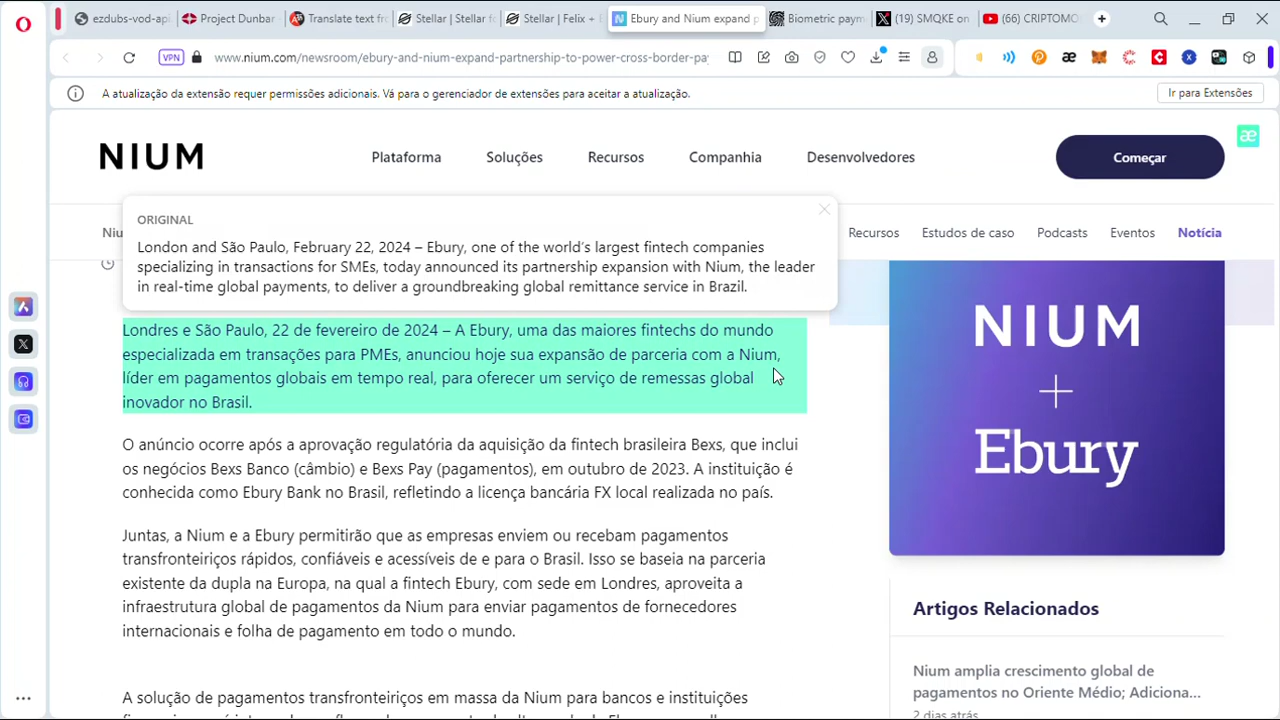 ezdubs-vod-api
Project Dunbar
Translate text fro
Stellar | Stellar fo
Stellar | Felix +
Ebury and Nium expand p
Biometric paym
(19) SMQKE on
(66) CRIPTOMO
VPN
www.nium.com/newsroom/ebury-and-nium-expand-partnership-to-power-cross-border-pa
A atualização da extensão requer permissões adicionais. Vá para o gerenciador de extensões para aceitar a atualização.
Ir para Extensões
NIUM
Plataforma
Soluções
Recursos
Companhia
Desenvolvedores
Começar
æ
Niu
Recursos
Estudos de caso
Podcasts
Eventos
Notícia
ORIGINAL
London and São Paulo, February 22, 2024 – Ebury, one of the world's largest fintech companies
specializing in transactions for SMEs, today announced its partnership expansion with Nium, the leader
in real-time global payments, to deliver a groundbreaking global remittance service in Brazil.
Londres e São Paulo, 22 de fevereiro de 2024 – A Ebury, uma das maiores fintechs do mundo
especializada em transações para PMEs, anunciou hoje sua expansão de parceria com a Nium,
líder em pagamentos globais em tempo real, para oferecer um serviço de remessas global
inovador no Brasil.
O anúncio ocorre após a aprovação regulatória da aquisição da fintech brasileira Bexs, que inclui
os negócios Bexs Banco (câmbio) e Bexs Pay (pagamentos), em outubro de 2023. A instituição é
conhecida como Ebury Bank no Brasil, refletindo a licença bancária FX local realizada no país.
Juntas, a Nium e a Ebury permitirão que as empresas enviem ou recebam pagamentos
transfronteiriços rápidos, confiáveis e acessíveis de e para o Brasil. Isso se baseia na parceria
existente da dupla na Europa, na qual a fintech Ebury, com sede em Londres, aproveita a
infraestrutura global de pagamentos da Nium para enviar pagamentos de fornecedores
internacionais e folha de pagamento em todo o mundo.
A solução de pagamentos transfronteiriços em massa da Nium para bancos e instituições
NIUM
+
Ebury
Artigos Relacionados
Nium amplia crescimento global de
pagamentos no Oriente Médio; Adiciona...
2 dias atrás